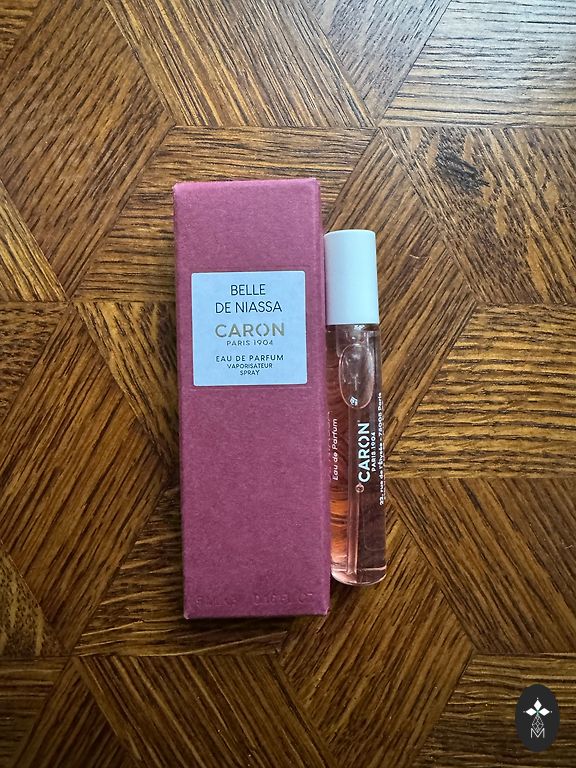 BELLE
DE NIASSA
CARON
PARIS 1904
EAU DE PARFUM
VAPORISATEUR
SPRAY
Eau de Parfum
CARON
PARIS 1904
M